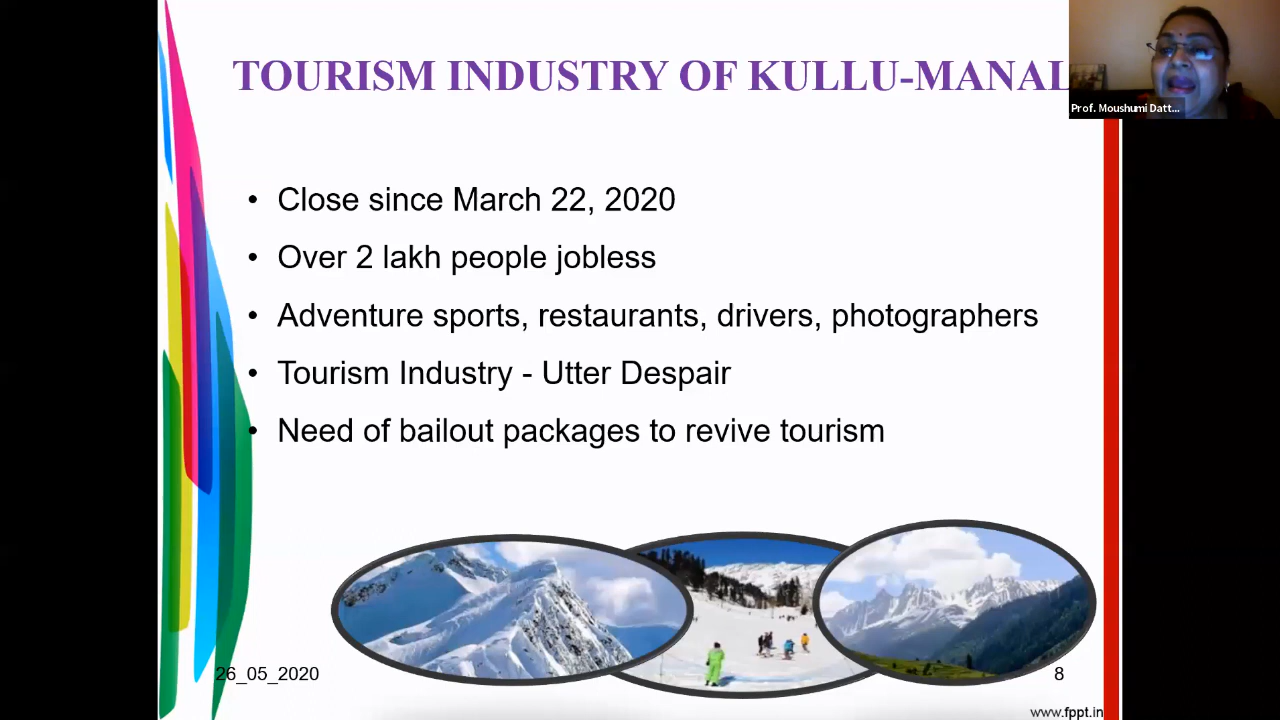 TOURISM INDUSTRY OF KULLU-MANAL
Prof. Moushumi Datt...
• Close since March 22, 2020
• Over 2 lakh people jobless
• Adventure sports, restaurants, drivers, photographers
• Tourism Industry - Utter Despair
• Need of bailout packages to revive tourism
26_05_2020
8
www.fppt.in